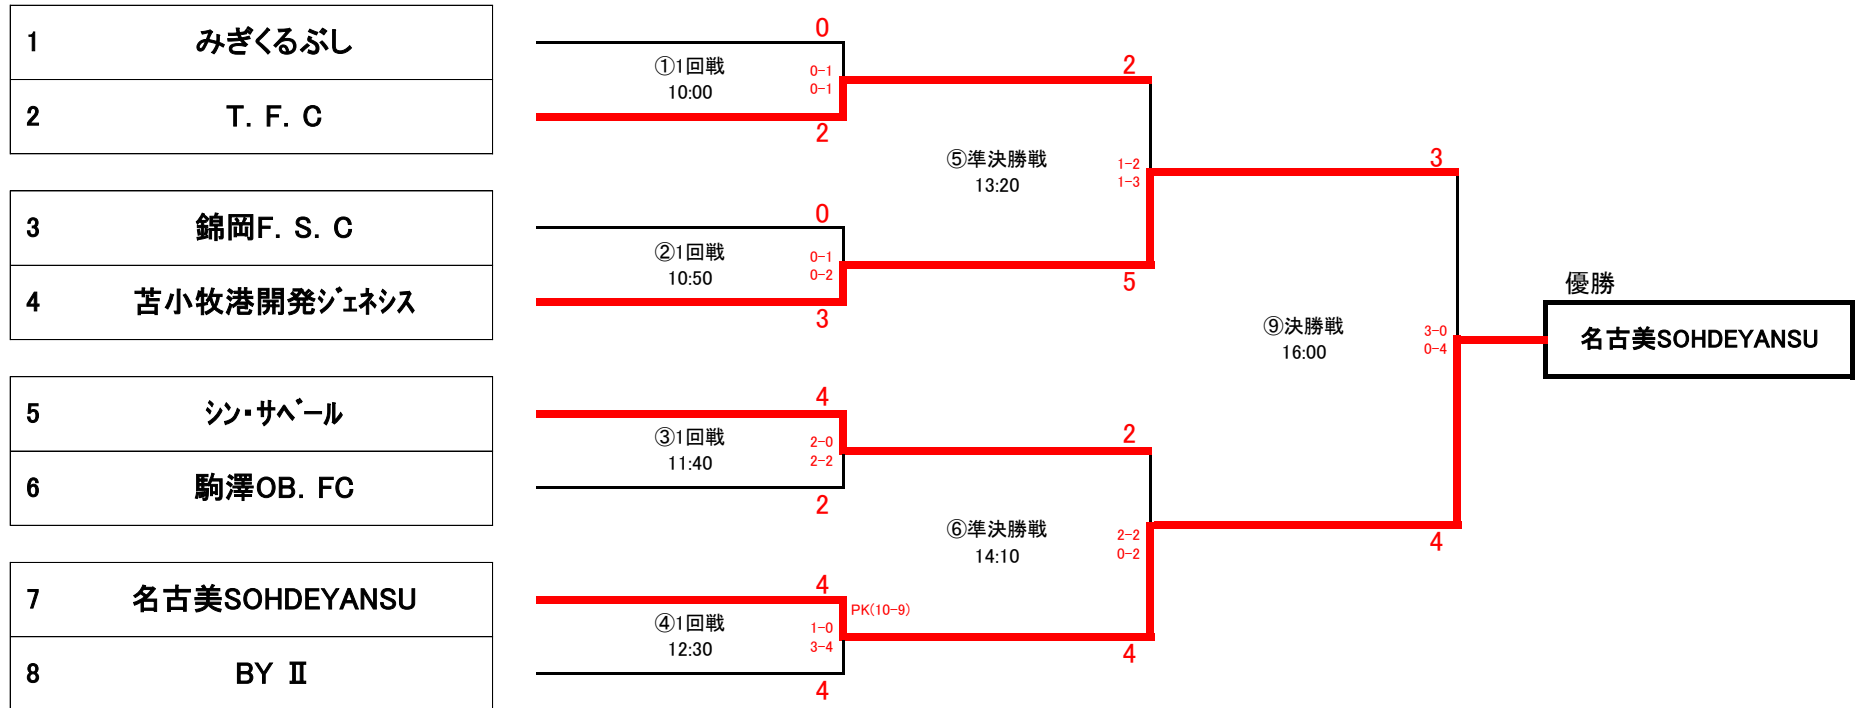 1 みぎくるぶし
2 T. F. C
3 錦岡F. S. C
4 苫小牧港開発ｼﾞｪﾈｼｽ
5 ｼﾝ・ｻﾍﾞｰﾙ
6 駒澤OB. FC
7 名古美SOHDEYANSU
8 BY Ⅱ
0
①1回戦
10:00
0-1
0-1
2
0
②1回戦
10:50
0-1
0-2
3
4
③1回戦
11:40
2-0
2-2
2
4
④1回戦
12:30
1-0
3-4
PK(10-9)
4
2
⑤準決勝戦
13:20
1-2
1-3
5
2
⑥準決勝戦
14:10
2-2
0-2
4
3
⑨決勝戦
16:00
3-0
0-4
4
優勝
名古美SOHDEYANSU